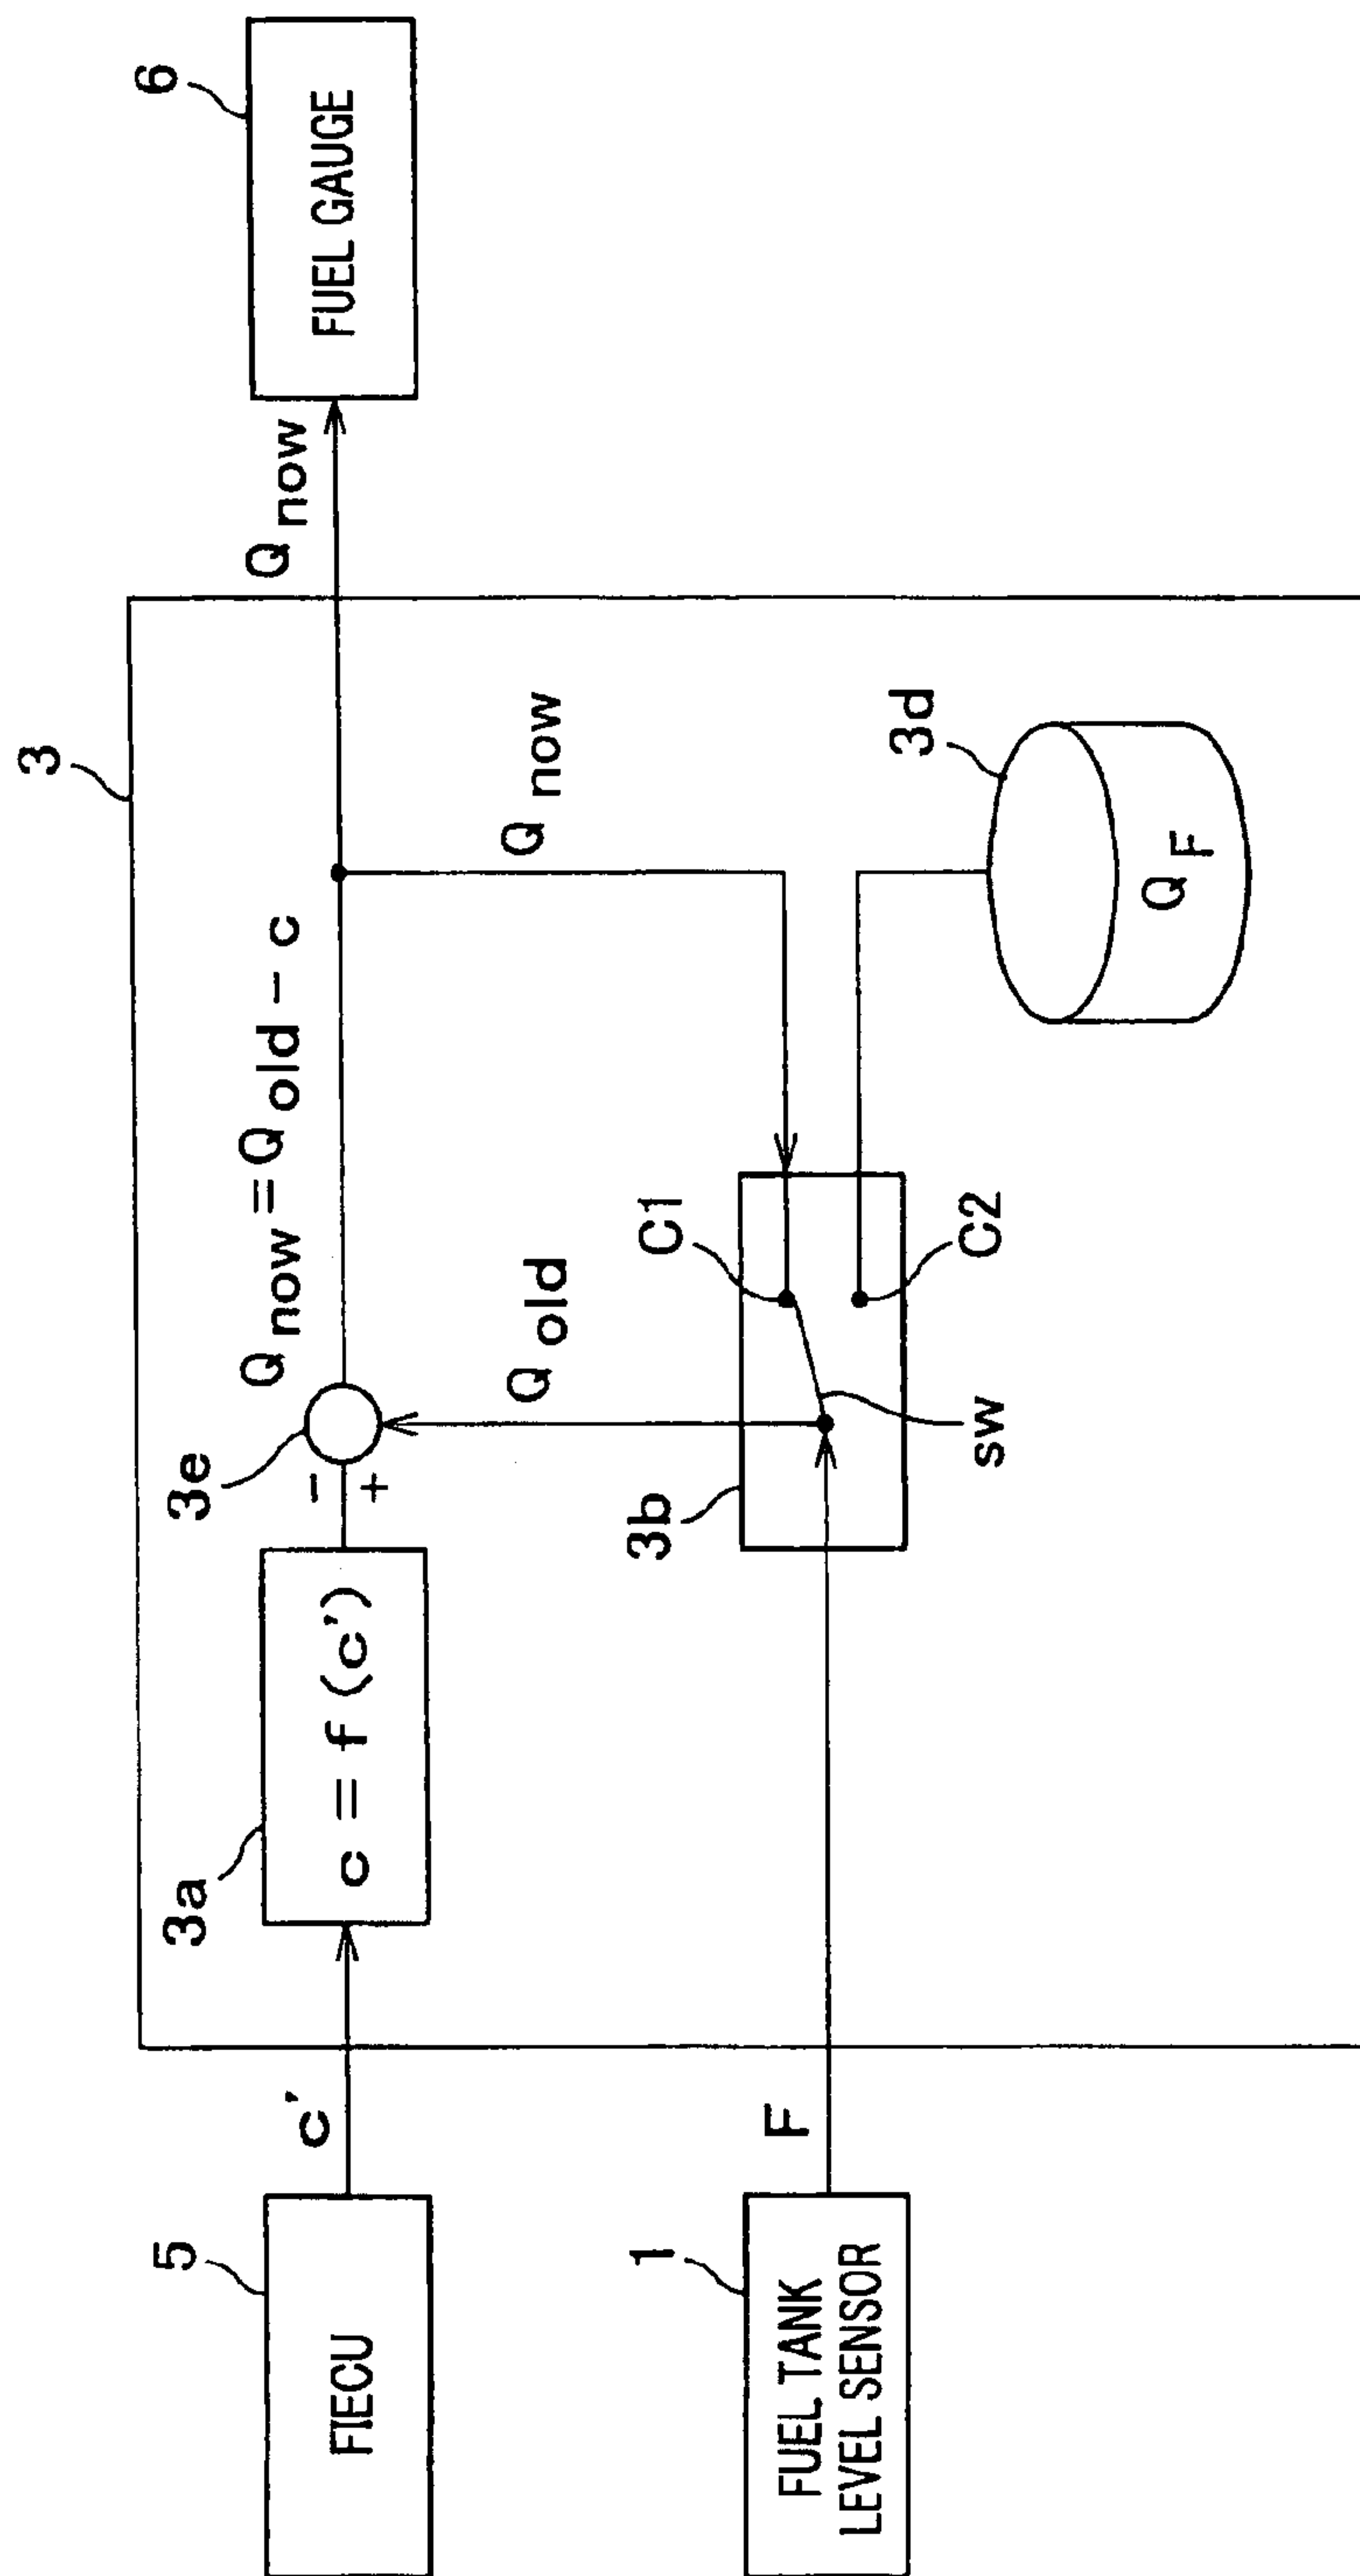 5
FIECU
c'
3a
c = f (c')
3e
−
+
Q now = Q old − c
3
Q now
6
FUEL GAUGE
Q old
Q now
1
FUEL TANK
LEVEL SENSOR
F
3b
sw
C1
C2
3d
Q F